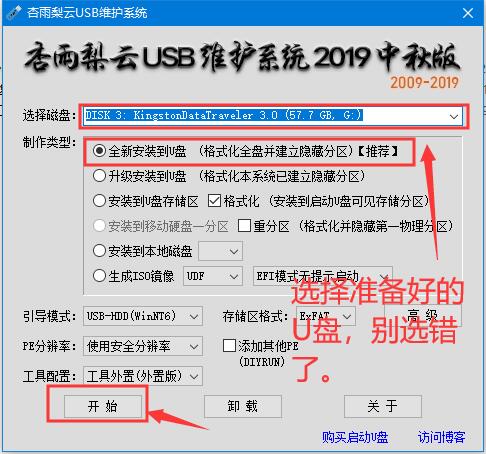 杏雨梨云USB维护系统
杏雨梨云USB维护系统2019中秋版
2009-2019
选择磁盘: DISK 3: KingstonDataTraveler 3.0 (57.7 GB, G:)
制作类型:
全新安装到U盘 (格式化全盘并建立隐藏分区)【推荐】
升级安装到U盘 (格式化本系统已建立隐藏分区)
安装到U盘存储区 格式化 (安装到启动U盘可见存储分区)
安装到移动硬盘一分区 重分区 (格式化并隐藏第一物理分区)
安装到本地磁盘
生成ISO镜像 UDF EFI模式无提示启动
选择准备好的
U盘，别选错
了。
引导模式: USB-HDD(WinNT6) 存储区格式: ExFAT 高 级
PE分辨率: 使用安全分辨率 添加其他PE
(DIYRUN)
工具配置: 工具外置(外置版)
开 始 卸 载 关 于
购买启动U盘 访问博客